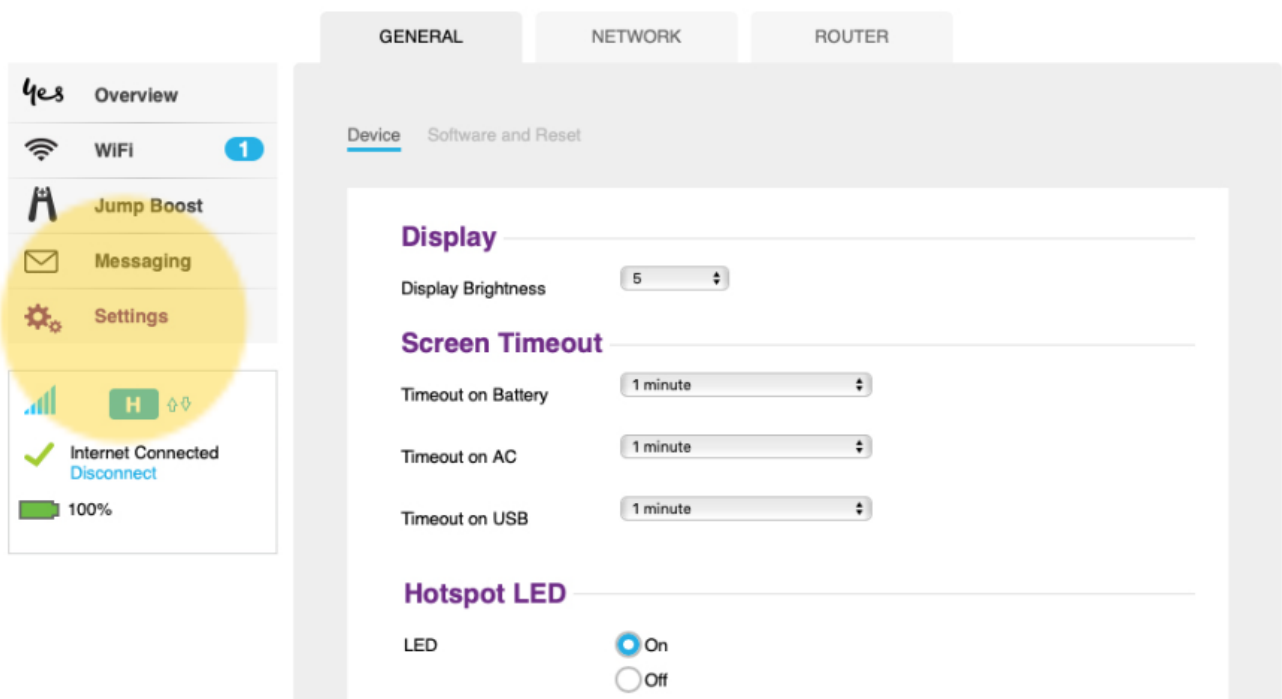 GENERAL NETWORK ROUTER
yes Overview
WiFi 1
Jump Boost
Messaging
Settings
H
Internet Connected
Disconnect
100%
Device Software and Reset
Display
Display Brightness 5
Screen Timeout
Timeout on Battery 1 minute
Timeout on AC 1 minute
Timeout on USB 1 minute
Hotspot LED
LED On
Off